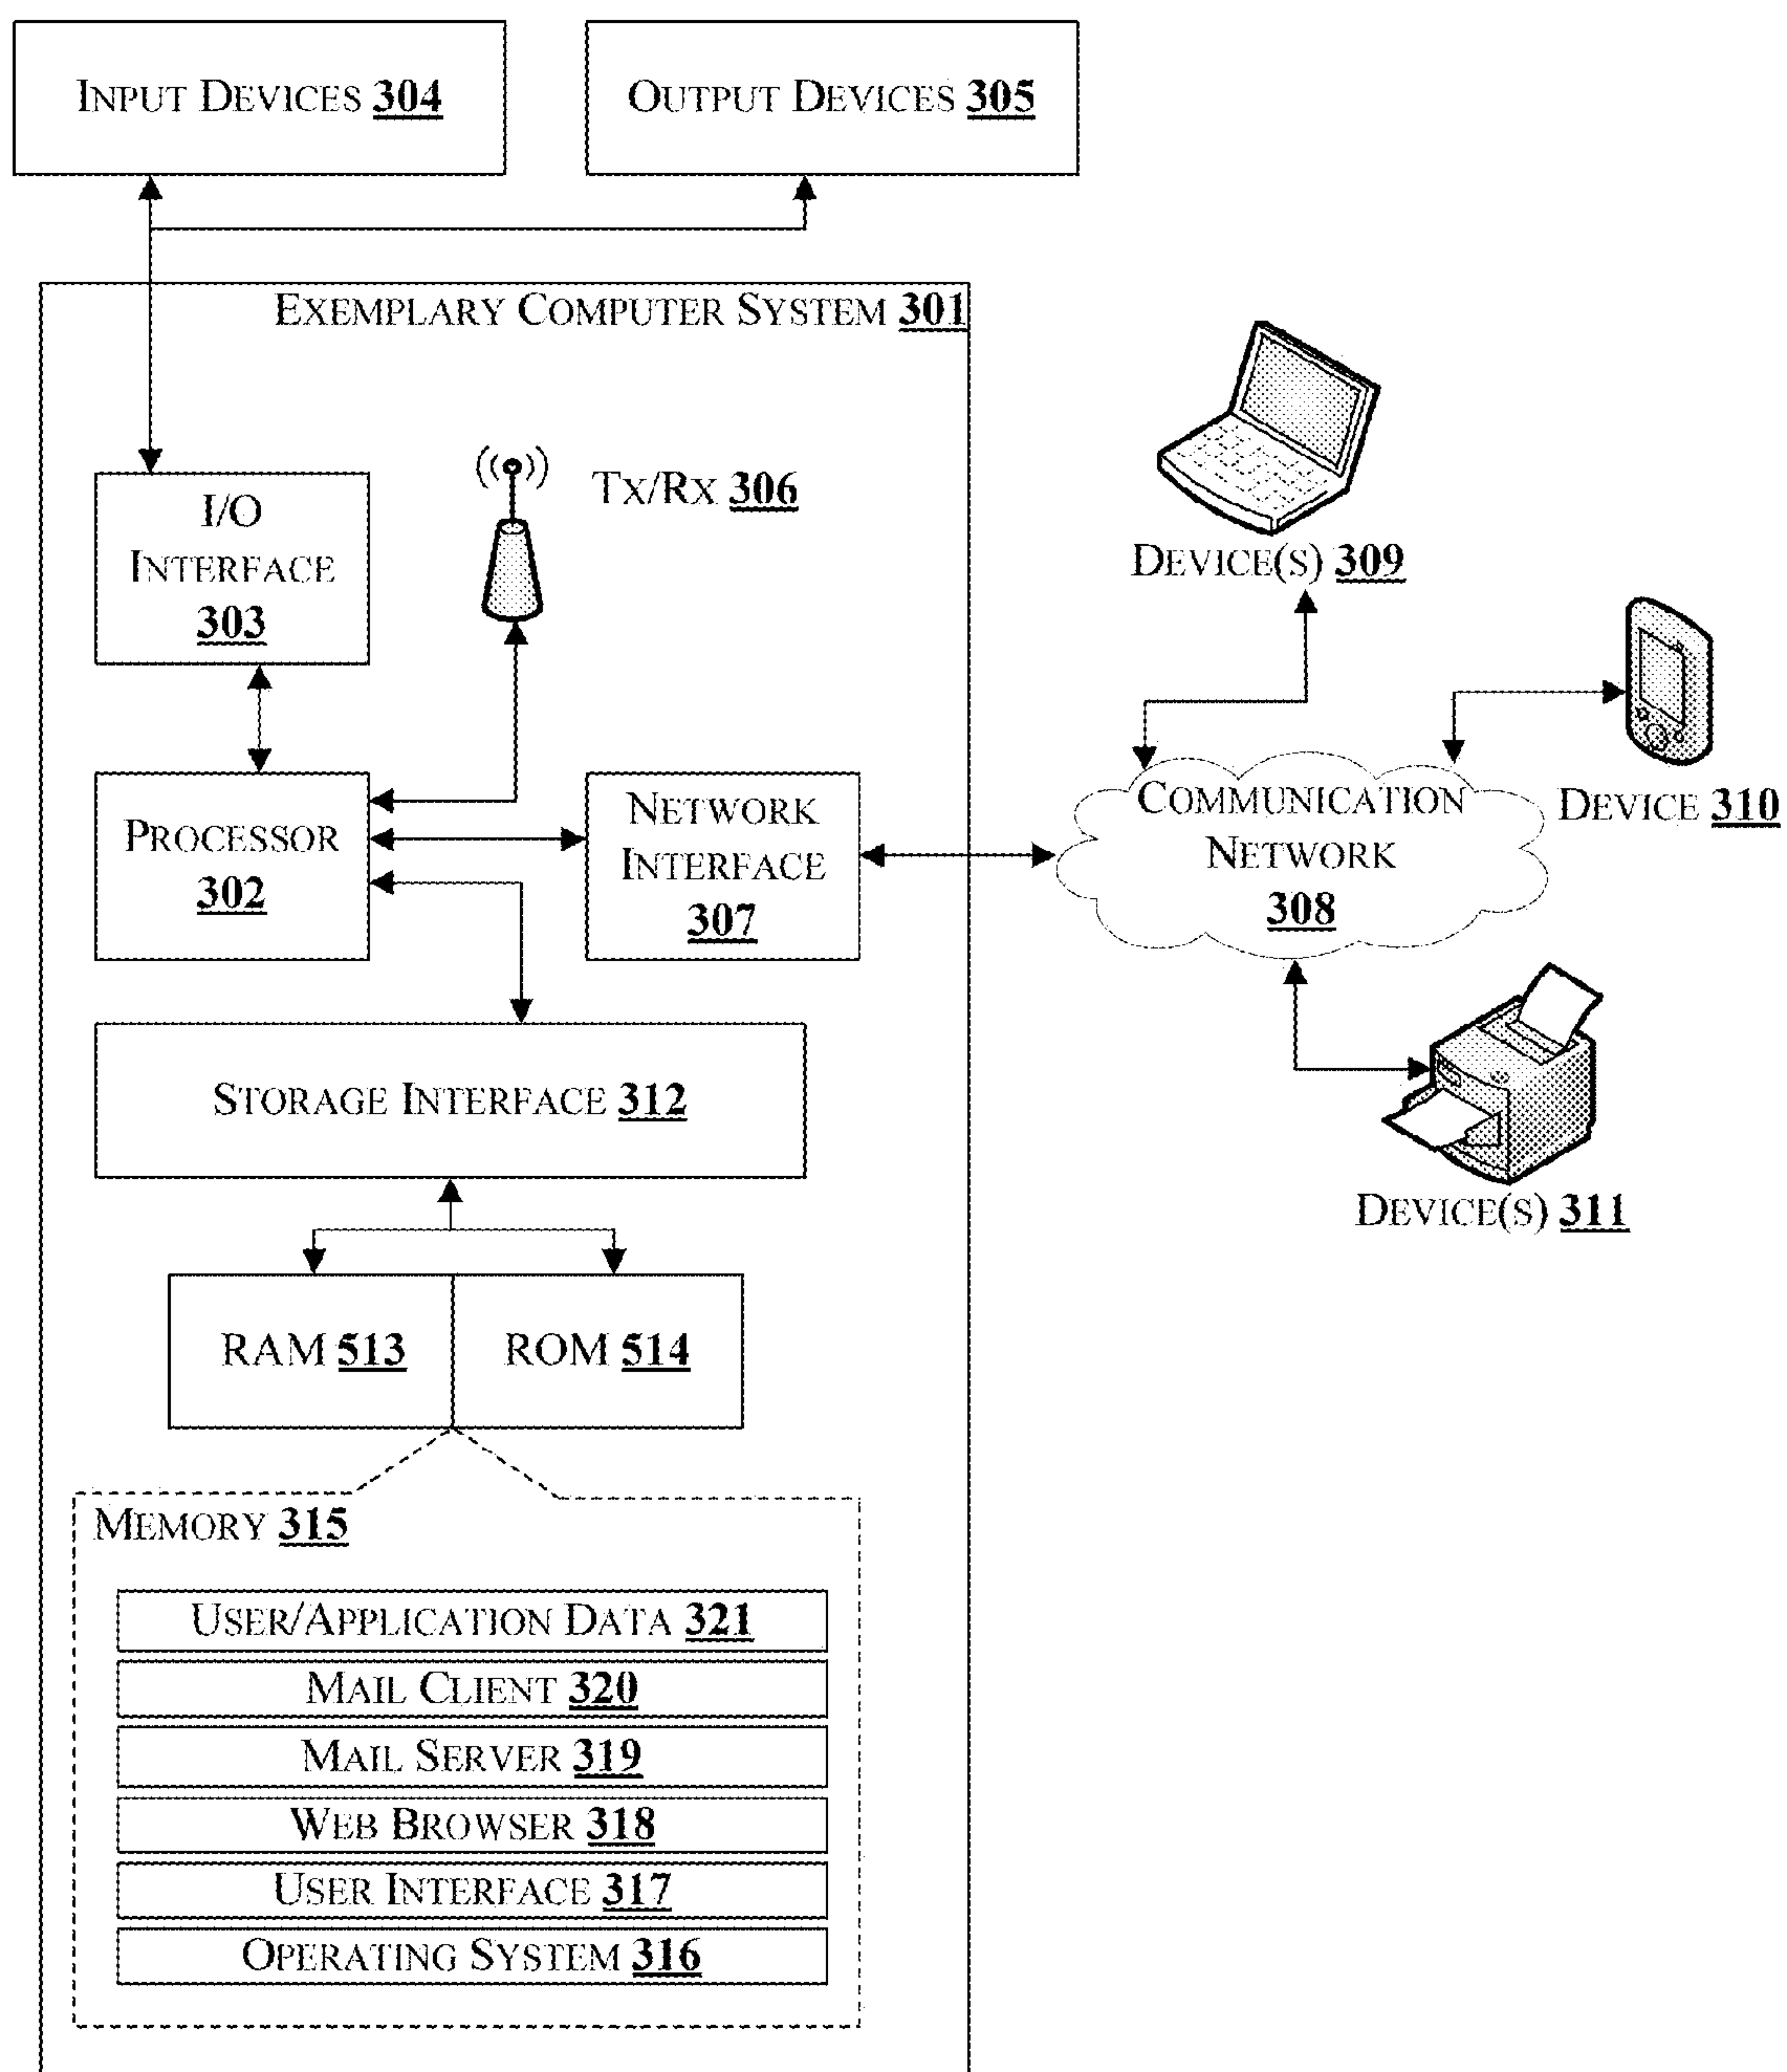 INPUT DEVICES 304
OUTPUT DEVICES 305
EXEMPLARY COMPUTER SYSTEM 301
I/O
INTERFACE
303
TX/RX 306
DEVICE(S) 309
PROCESSOR
302
NETWORK
INTERFACE
307
COMMUNICATION
NETWORK
308
DEVICE 310
STORAGE INTERFACE 312
DEVICE(S) 311
RAM 513
ROM 514
MEMORY 315
USER/APPLICATION DATA 321
MAIL CLIENT 320
MAIL SERVER 319
WEB BROWSER 318
USER INTERFACE 317
OPERATING SYSTEM 316